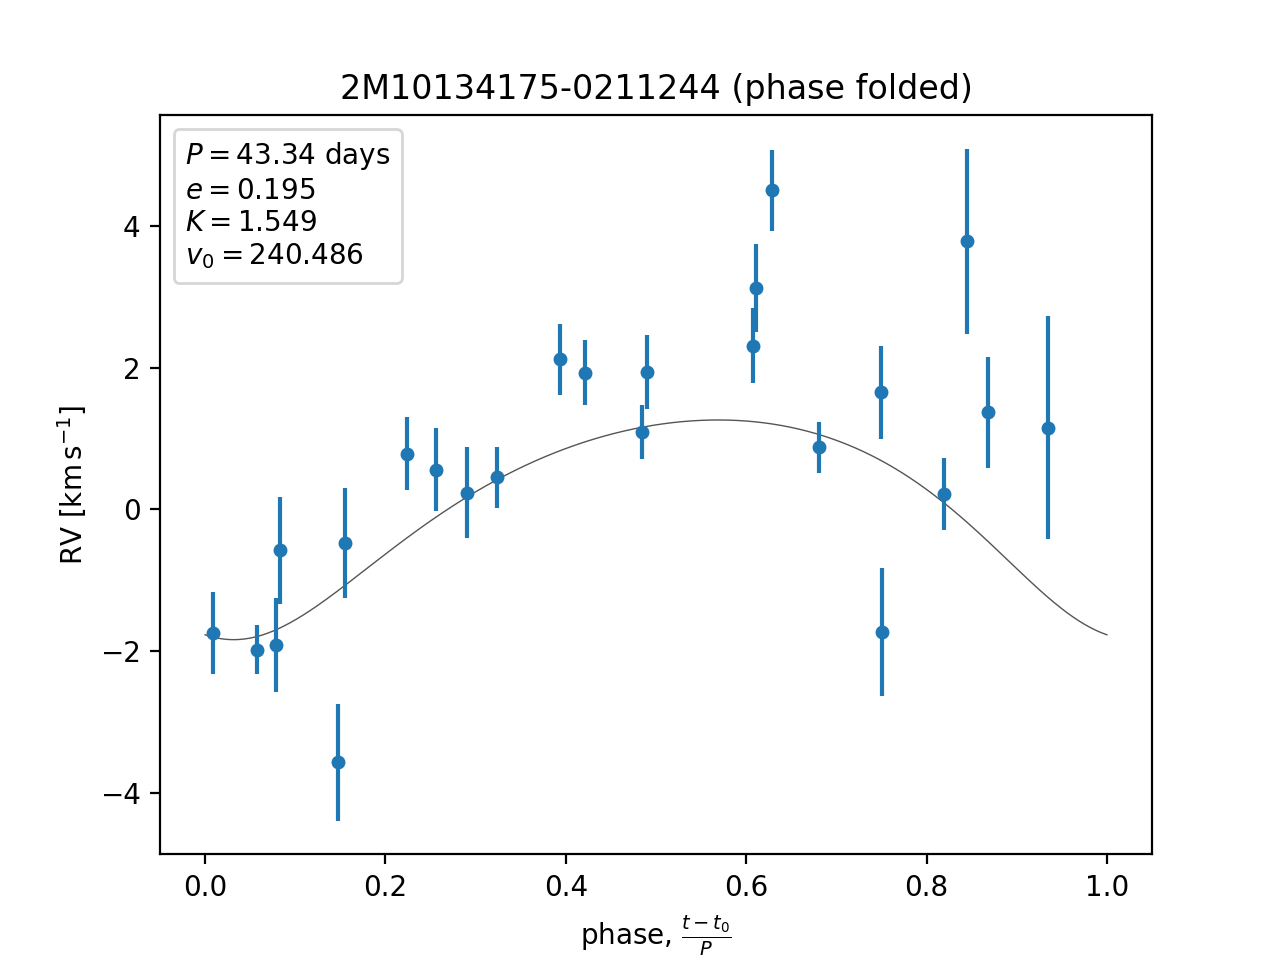 2M10134175-0211244 (phase folded)
P = 43.34 days
e = 0.195
K = 1.549
v₀ = 240.486
4
2
0
−2
−4
RV [km s⁻¹]
0.0 0.2 0.4 0.6 0.8 1.0
phase, (t − t₀)/P